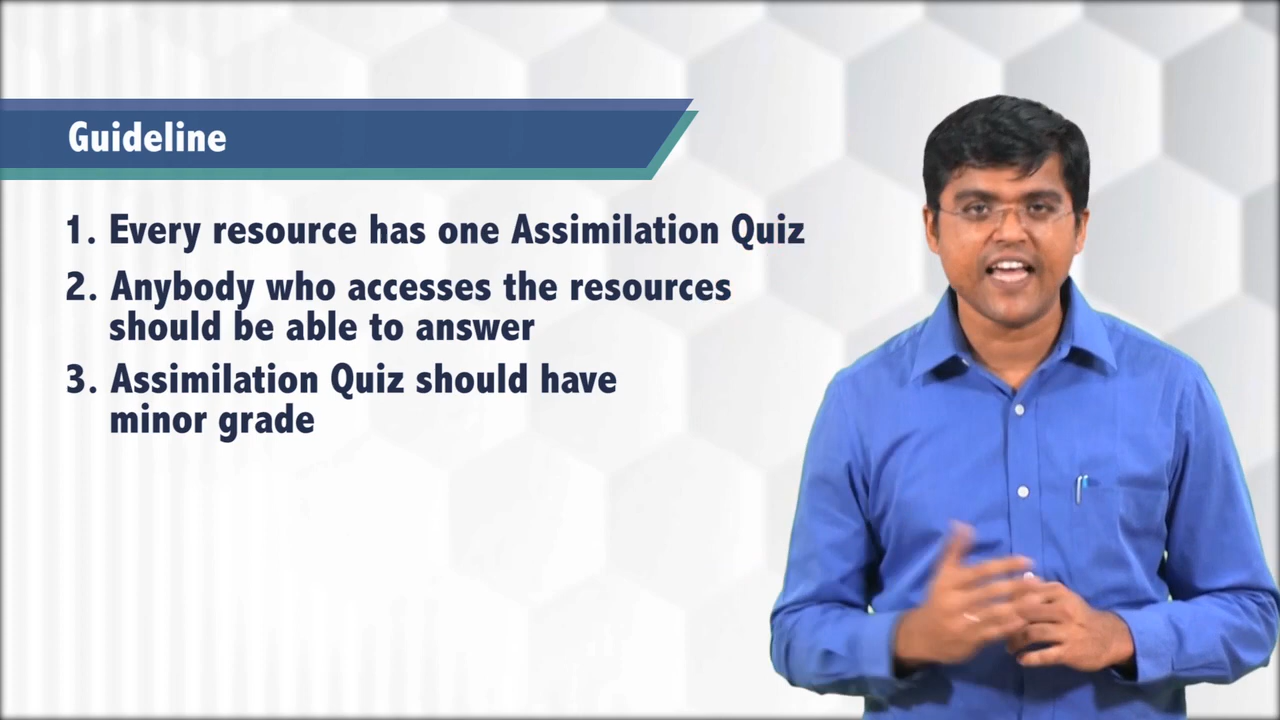 Guideline
1. Every resource has one Assimilation Quiz
2. Anybody who accesses the resources
should be able to answer
3. Assimilation Quiz should have
minor grade